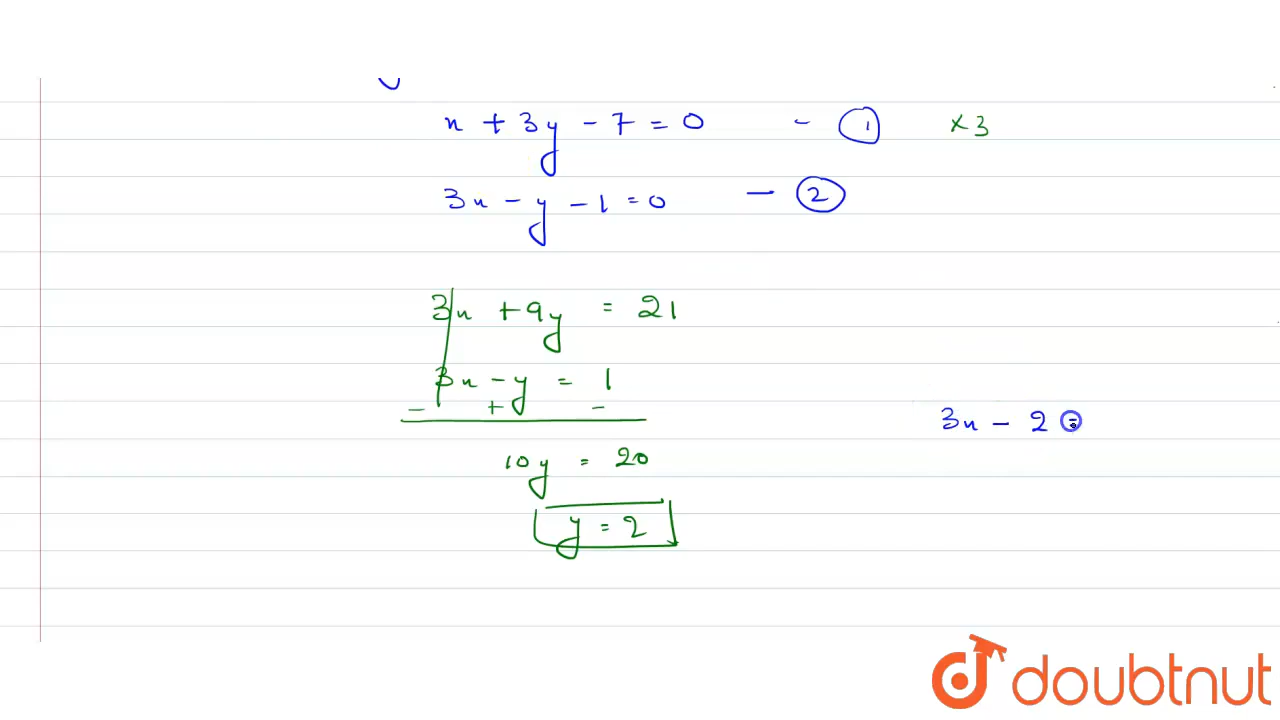 x + 3y - 7 = 0 - ① × 3
3x - y - 1 = 0 - ②
3x + 9y = 21
3x - y = 1
- + -
10y = 20
y = 2
3x - 2 =
doubtnut